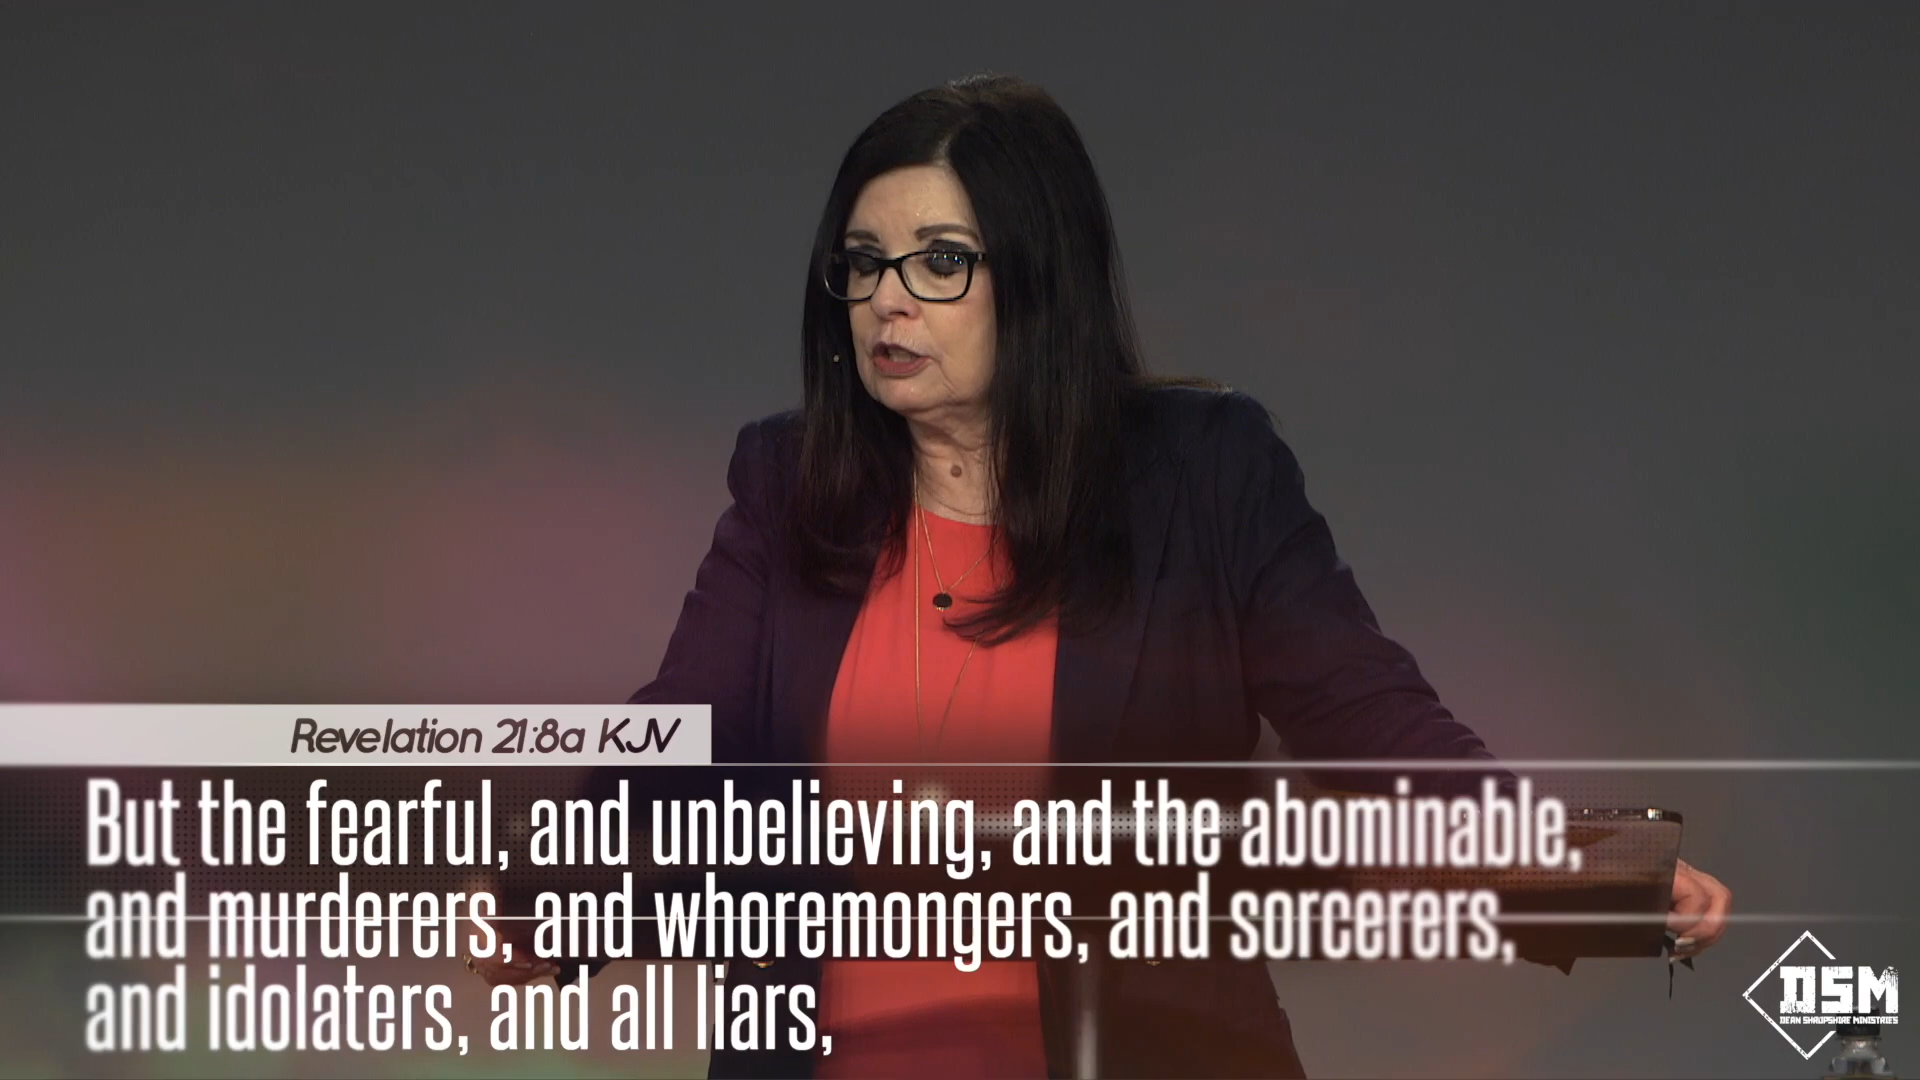 Revelation 21:8a KJV
But the fearful, and unbelieving, and the abominable,
and murderers, and whoremongers, and sorcerers,
and idolaters, and all liars,
DSM
DEAN SHROPSHIRE MINISTRIES